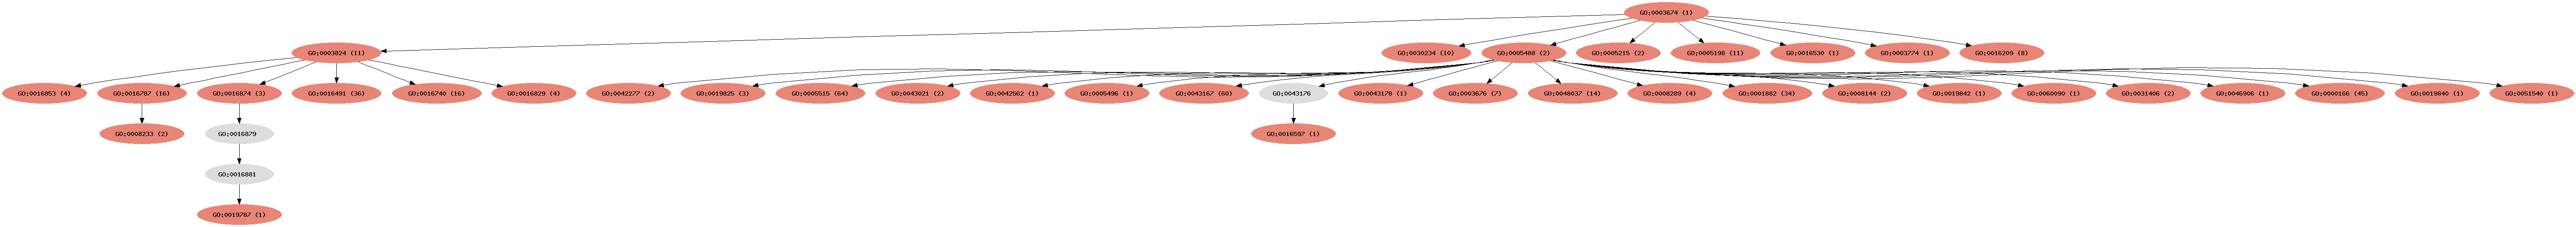 GO:0003674 (1)
GO:0003824 (11)
GO:0030234 (10)
GO:0005488 (2)
GO:0005215 (2)
GO:0005198 (11)
GO:0016530 (1)
GO:0003774 (1)
GO:0016209 (8)
GO:0016853 (4)
GO:0016787 (16)
GO:0016874 (3)
GO:0016491 (36)
GO:0016740 (16)
GO:0016829 (4)
GO:0042277 (2)
GO:0019825 (3)
GO:0005515 (64)
GO:0043021 (2)
GO:0042562 (1)
GO:0005496 (1)
GO:0043167 (60)
GO:0043176
GO:0043178 (1)
GO:0003676 (7)
GO:0048037 (14)
GO:0008289 (4)
GO:0001882 (34)
GO:0008144 (2)
GO:0019842 (1)
GO:0060090 (1)
GO:0031406 (2)
GO:0046906 (1)
GO:0000166 (45)
GO:0019840 (1)
GO:0051540 (1)
GO:0008233 (2)
GO:0016879
GO:0016597 (1)
GO:0016881
GO:0019787 (1)